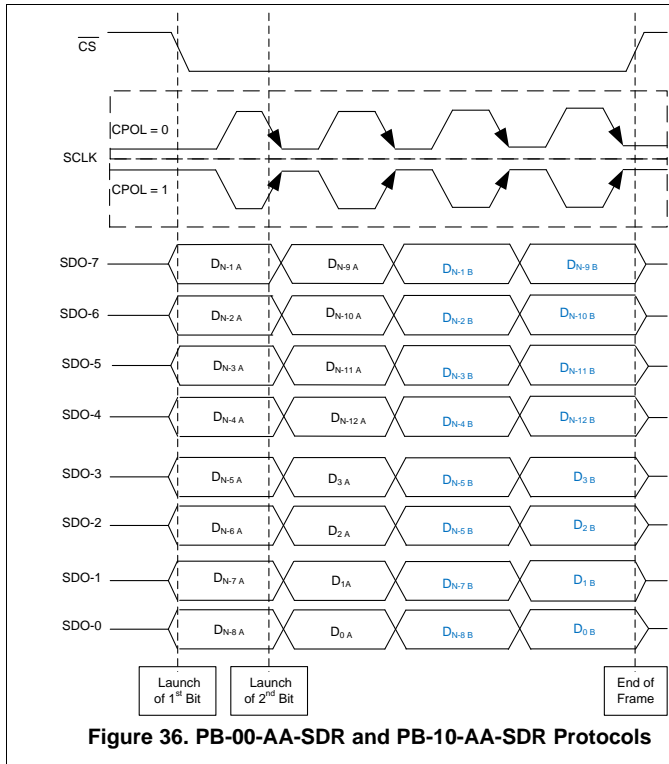 CS
CPOL = 0
SCLK
CPOL = 1
SDO-7 DN-1 A DN-9 A DN-1 B DN-9 B
SDO-6 DN-2 A DN-10 A DN-2 B DN-10 B
SDO-5 DN-3 A DN-11 A DN-3 B DN-11 B
SDO-4 DN-4 A DN-12 A DN-4 B DN-12 B
SDO-3 DN-5 A D3 A DN-5 B D3 B
SDO-2 DN-6 A D2 A DN-5 B D2 B
SDO-1 DN-7 A D1A DN-7 B D1 B
SDO-0 DN-8 A D0 A DN-8 B D0 B
Launch of 1st Bit
Launch of 2nd Bit
End of Frame
Figure 36. PB-00-AA-SDR and PB-10-AA-SDR Protocols